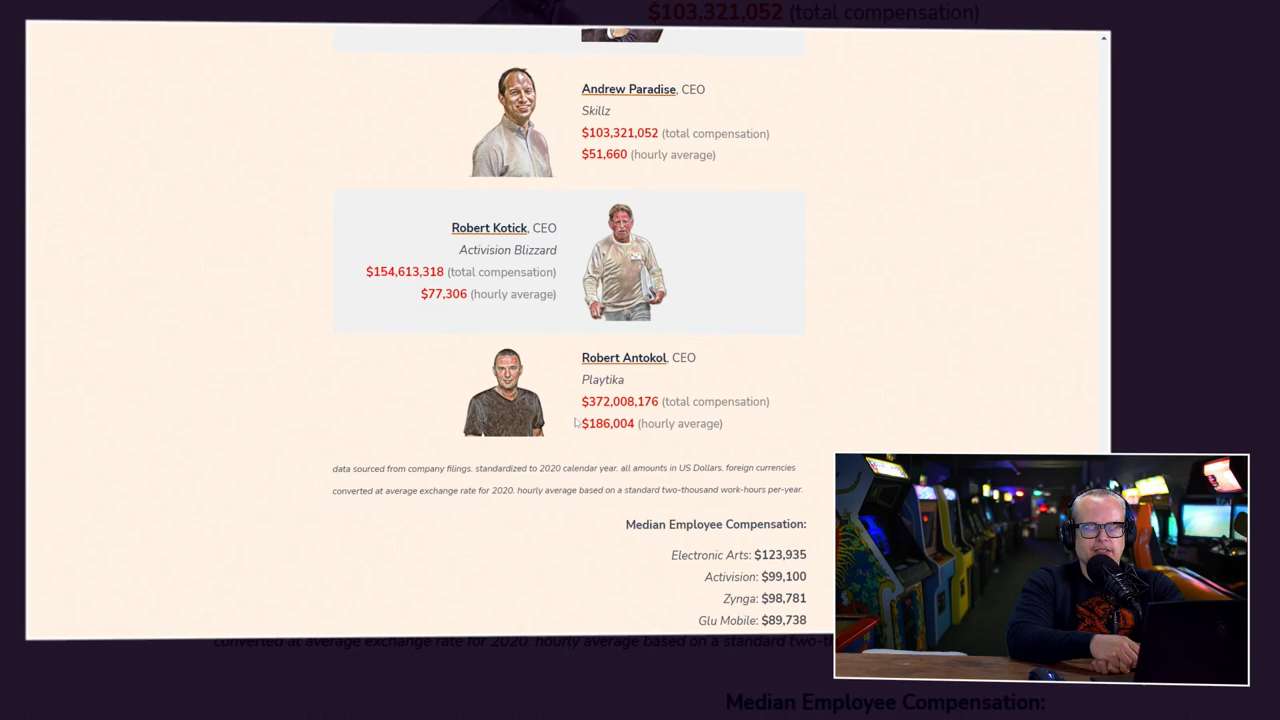 $103,321,052 (total compensation)
Andrew Paradise, CEO
Skillz
$103,321,052 (total compensation)
$51,660 (hourly average)
Robert Kotick, CEO
Activision Blizzard
$154,613,318 (total compensation)
$77,306 (hourly average)
Robert Antokol, CEO
Playtika
$372,008,176 (total compensation)
$186,004 (hourly average)
data sourced from company filings. standardized to 2020 calendar year. all amounts in US Dollars. foreign currencies
converted at average exchange rate for 2020. hourly average based on a standard two-thousand work-hours per-year.
Median Employee Compensation:
Electronic Arts: $123,935
Activision: $99,100
Zynga: $98,781
Glu Mobile: $89,738
converted at average exchange rate for 2020. hourly average based on a standard two-t
Median Employee Compensation: